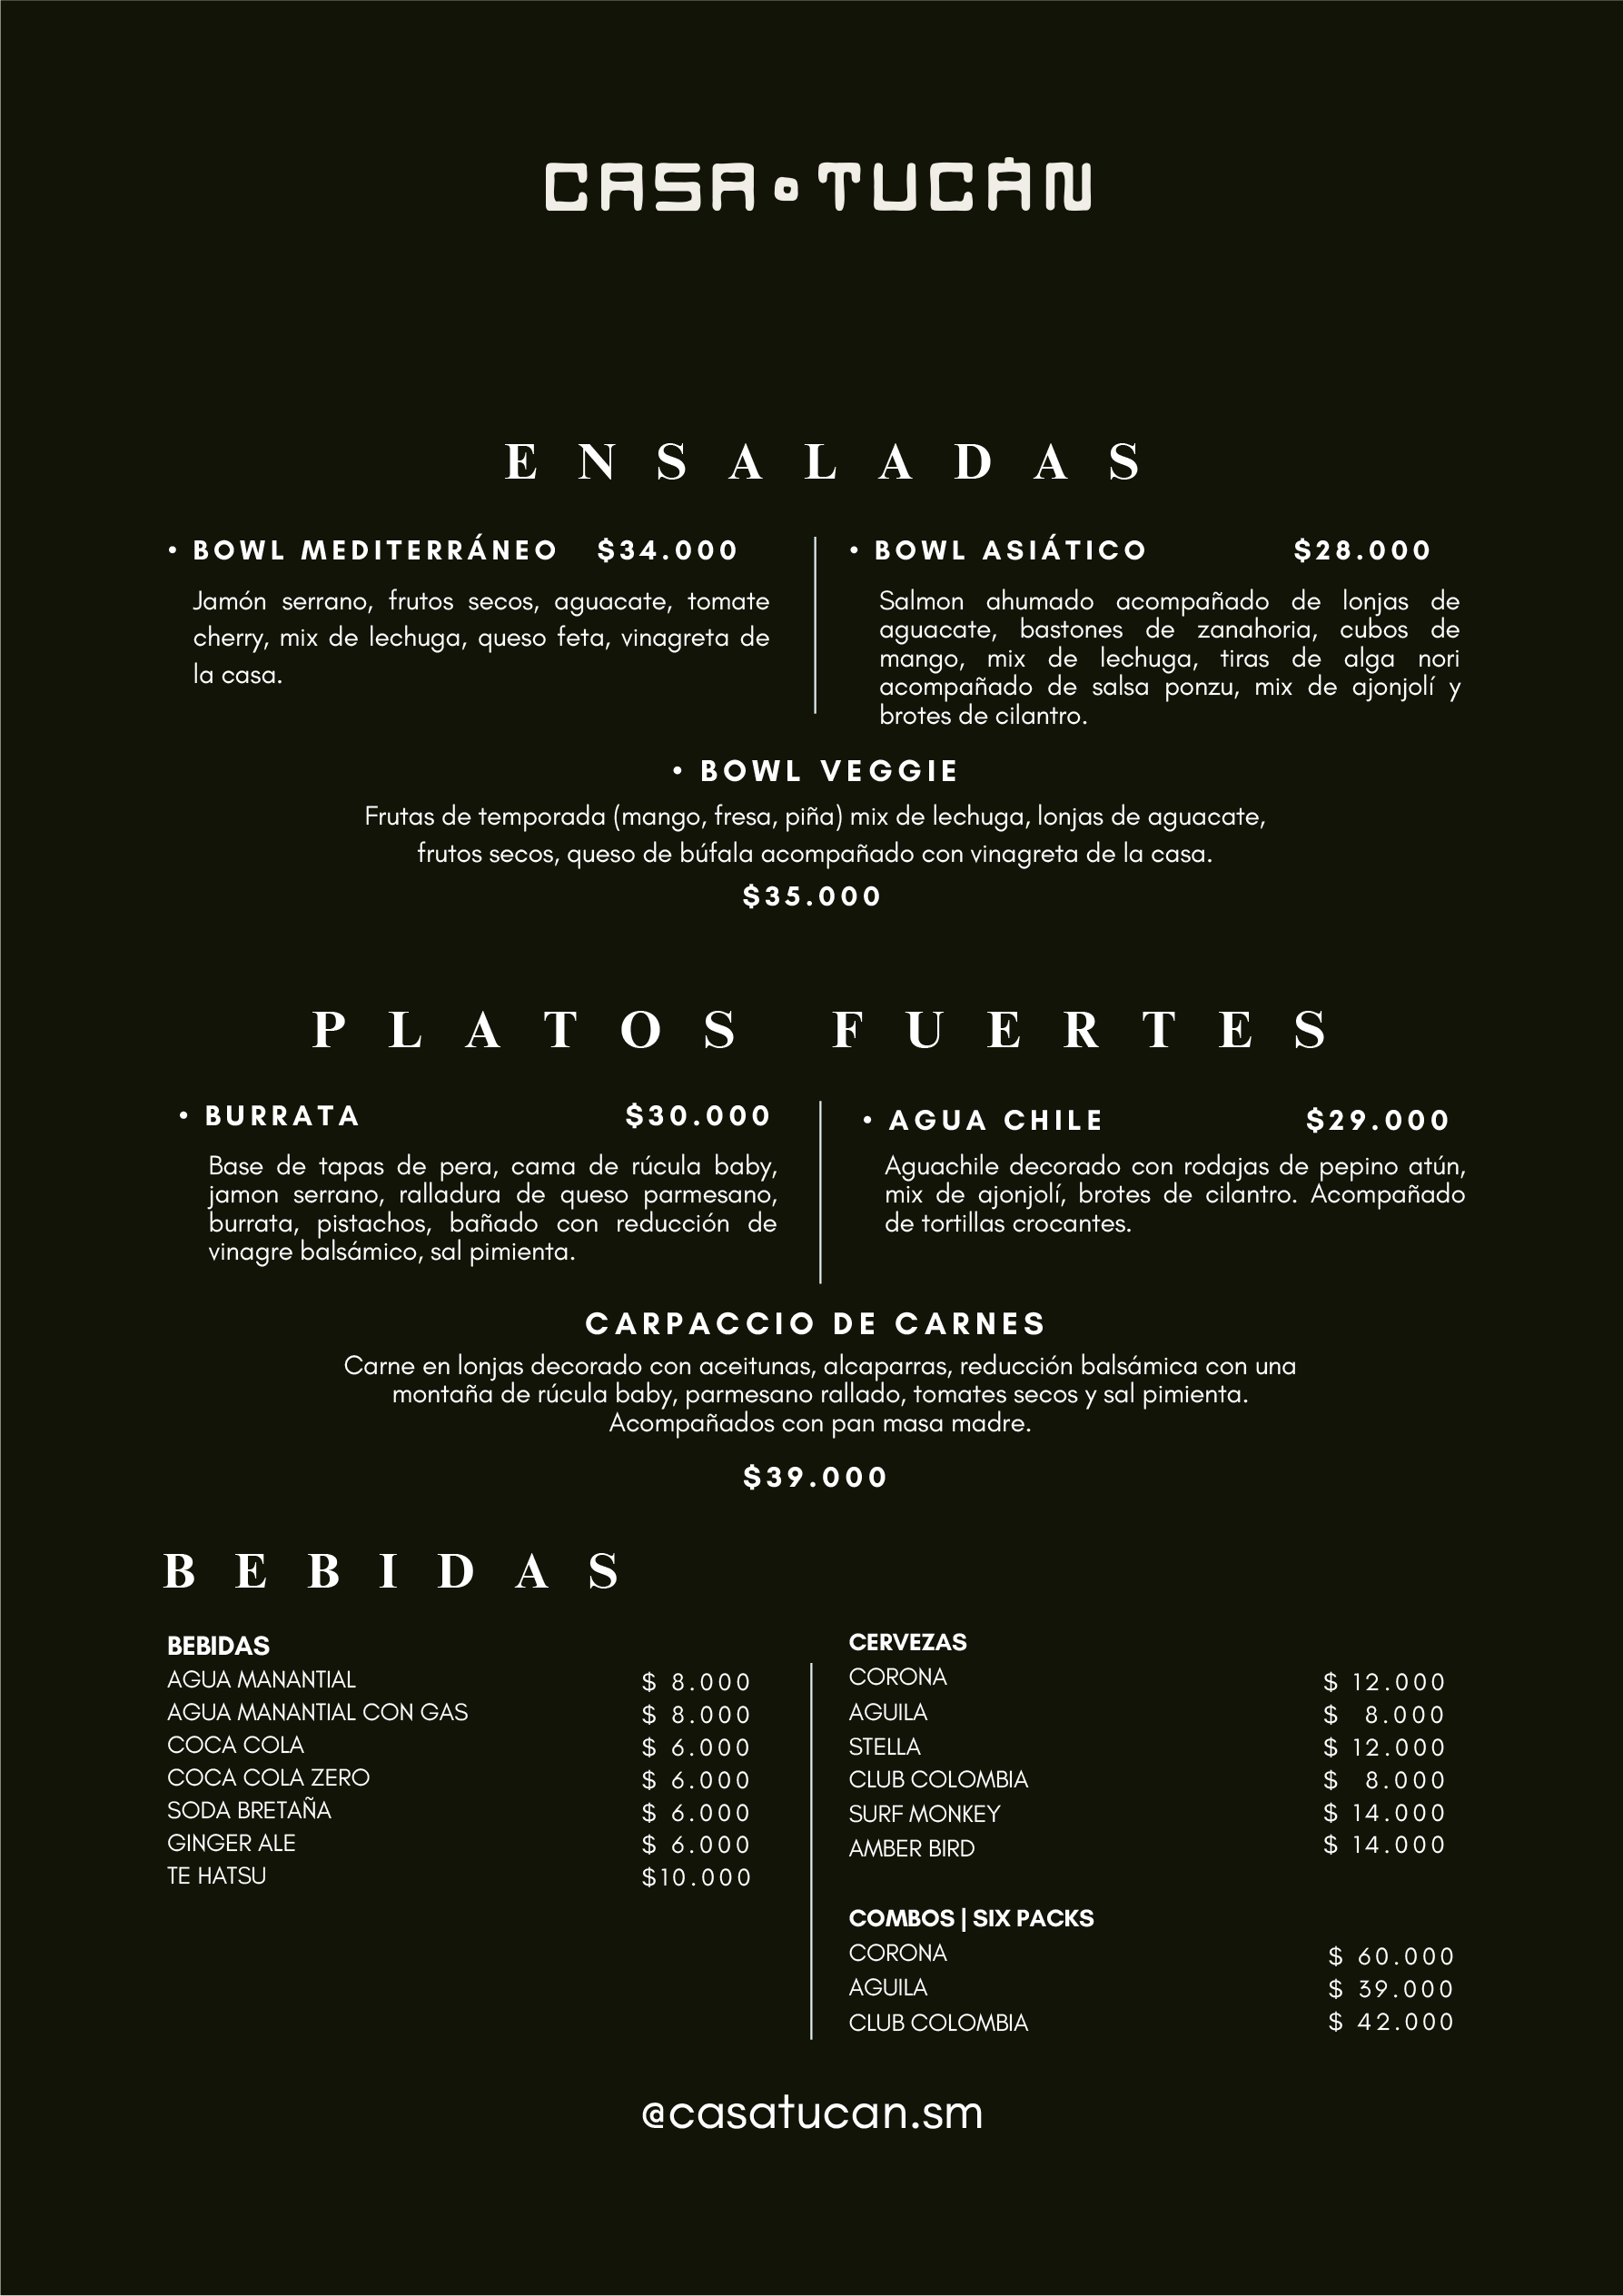 CASA TUCÁN
ENSALADAS
• BOWL MEDITERRÁNEO $34.000
Jamón serrano, frutos secos, aguacate, tomate
cherry, mix de lechuga, queso feta, vinagreta de
la casa.
• BOWL ASIÁTICO $28.000
Salmon ahumado acompañado de lonjas de
aguacate, bastones de zanahoria, cubos de
mango, mix de lechuga, tiras de alga nori
acompañado de salsa ponzu, mix de ajonjolí y
brotes de cilantro.
• BOWL VEGGIE
Frutas de temporada (mango, fresa, piña) mix de lechuga, lonjas de aguacate,
frutos secos, queso de búfala acompañado con vinagreta de la casa.
$35.000
PLATOS FUERTES
• BURRATA $30.000
Base de tapas de pera, cama de rúcula baby,
jamon serrano, ralladura de queso parmesano,
burrata, pistachos, bañado con reducción de
vinagre balsámico, sal pimienta.
• AGUA CHILE $29.000
Aguachile decorado con rodajas de pepino atún,
mix de ajonjolí, brotes de cilantro. Acompañado
de tortillas crocantes.
CARPACCIO DE CARNES
Carne en lonjas decorado con aceitunas, alcaparras, reducción balsámica con una
montaña de rúcula baby, parmesano rallado, tomates secos y sal pimienta.
Acompañados con pan masa madre.
$39.000
BEBIDAS
BEBIDAS
AGUA MANANTIAL $ 8.000
AGUA MANANTIAL CON GAS $ 8.000
COCA COLA $ 6.000
COCA COLA ZERO $ 6.000
SODA BRETAÑA $ 6.000
GINGER ALE $ 6.000
TE HATSU $10.000
CERVEZAS
CORONA $ 12.000
AGUILA $ 8.000
STELLA $ 12.000
CLUB COLOMBIA $ 8.000
SURF MONKEY $ 14.000
AMBER BIRD $ 14.000
COMBOS | SIX PACKS
CORONA $ 60.000
AGUILA $ 39.000
CLUB COLOMBIA $ 42.000
@casatucan.sm